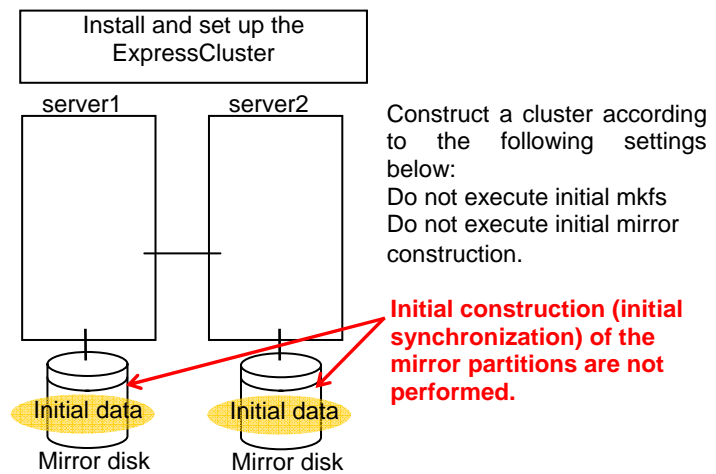 Install and set up the
ExpressCluster
server1
server2
Construct a cluster according
to the following settings
below:
Do not execute initial mkfs
Do not execute initial mirror
construction.
Initial construction (initial
synchronization) of the
mirror partitions are not
performed.
Initial data
Initial data
Mirror disk
Mirror disk